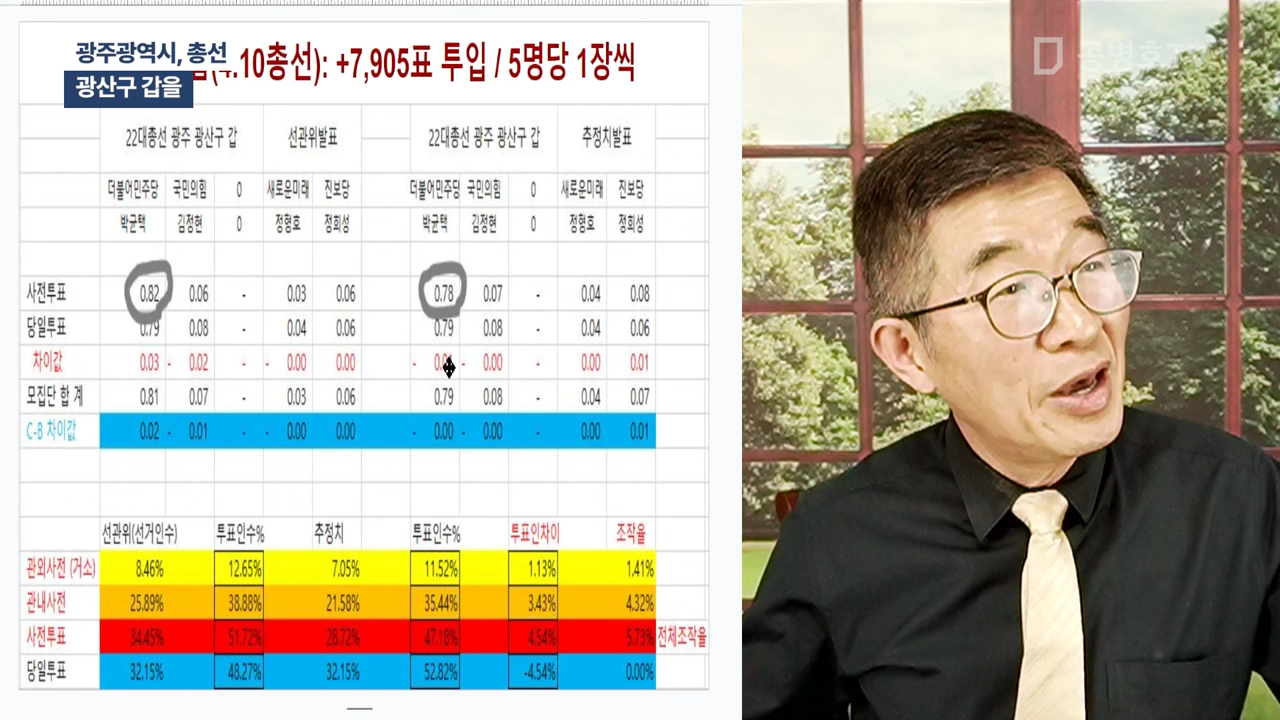 광주광역시, 총선
광산구 갑을
(4.10총선): +7,905표 투입 / 5명당 1장씩
22대총선 광주 광산구 갑 선관위발표 22대총선 광주 광산구 갑 추정치발표
더불어민주당 국민의힘 0 새로운미래 진보당 더불어민주당 국민의힘 0 새로운미래 진보당
박균택 김정현 0 정형호 정희성 박균택 김정현 0 정형호 정희성
사전투표 0.82 0.06 - 0.03 0.06 0.78 0.07 - 0.04 0.08
당일투표 0.79 0.08 - 0.04 0.06 0.79 0.08 - 0.04 0.06
차이값 0.03 - 0.02 - - 0.00 0.00 - - 0.00 - 0.00 0.01
모집단 합 계 0.81 0.07 - 0.03 0.06 0.79 0.08 - 0.04 0.07
C-B 차이값 0.02 - 0.01 - - 0.00 0.00 - 0.00 - 0.00 - 0.00 0.01
선관위(선거인수) 투표인수% 추정치 투표인수% 투표인차이 조작율
관외사전 (거소) 8.46% 12.65% 7.05% 11.52% 1.13% 1.41%
관내사전 25.89% 38.88% 21.58% 35.44% 3.43% 4.32%
사전투표 34.45% 51.72% 28.72% 47.18% 4.54% 5.73% 전체조작율
당일투표 32.15% 48.27% 32.15% 52.82% -4.54% 0.00%
공병호